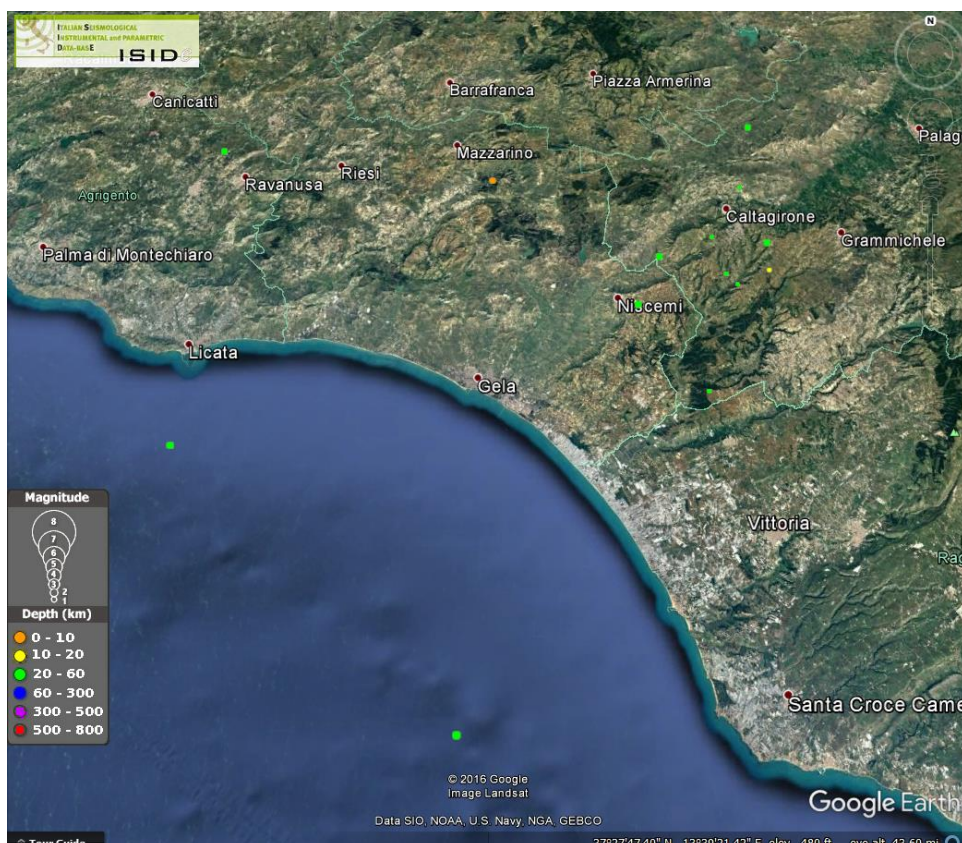 ITALIAN SEISMOLOGICAL
INSTRUMENTAL and PARAMETRIC
DATA-BASE
ISIDe
N
Canicatti
Barrafranca
Piazza Armerina
Palag
Mazzarino
Ravanusa
Riesi
Agrigento
Caltagirone
Grammichele
Palma di Montechiaro
Niscemi
Licata
Gela
Vittoria
Rag
Santa Croce Came
Magnitude
8
7
6
5
4
3
2
1
Depth (km)
0 - 10
10 - 20
20 - 60
60 - 300
300 - 500
500 - 800
© 2016 Google
Image Landsat
Data SIO, NOAA, U.S. Navy, NGA, GEBCO
Google Earth